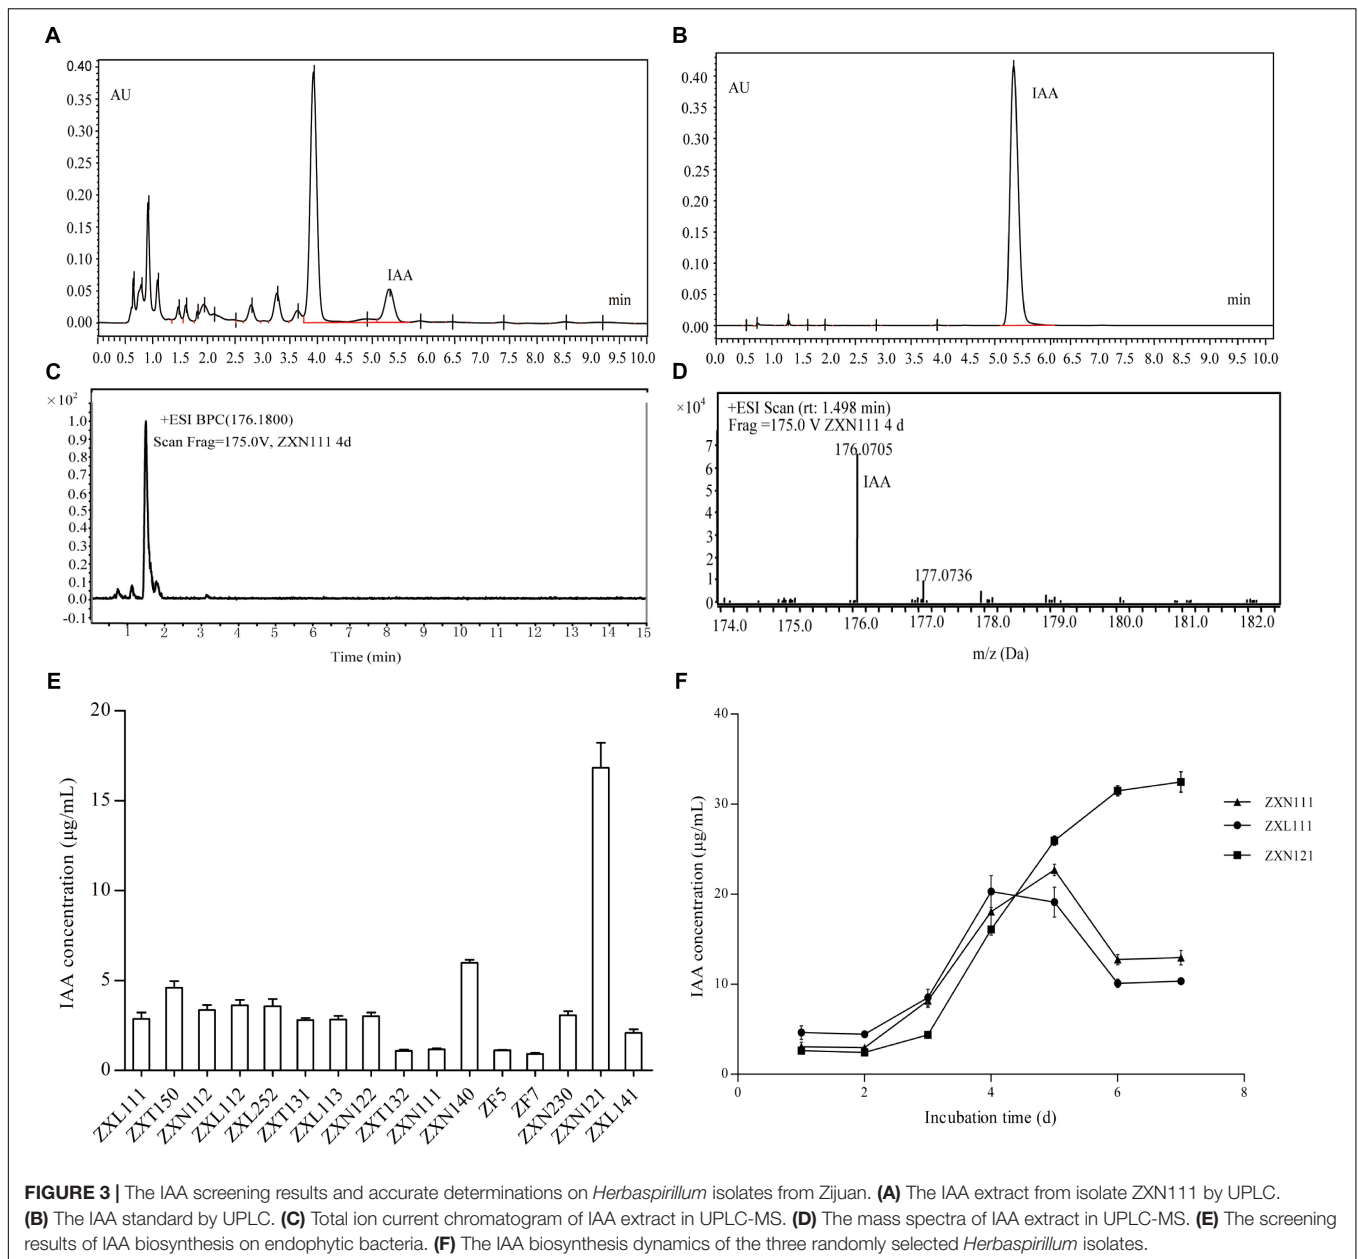 A
AU
0.40
0.35
0.30
0.25
0.20
0.15
0.10
0.05
0.00
IAA
min
0.0 0.5 1.0 1.5 2.0 2.5 3.0 3.5 4.0 4.5 5.0 5.5 6.0 6.5 7.0 7.5 8.0 8.5 9.0 9.5 10.0
B
AU
0.40
0.35
0.30
0.25
0.20
0.15
0.10
0.05
0.00
IAA
min
0.0 0.5 1.0 1.5 2.0 2.5 3.0 3.5 4.0 4.5 5.0 5.5 6.0 6.5 7.0 7.5 8.0 8.5 9.0 9.5 10.0
C
×10²
+ESI BPC(176.1800)
Scan Frag=175.0V, ZXN111 4d
1.0
0.9
0.8
0.7
0.6
0.5
0.4
0.3
0.2
0.1
0.0
-0.1
1 2 3 4 5 6 7 8 9 10 11 12 13 14 15
Time (min)
D
×10⁴
+ESI Scan (rt: 1.498 min)
Frag =175.0 V ZXN111 4 d
176.0705
IAA
177.0736
7
6
5
4
3
2
1
0
174.0 175.0 176.0 177.0 178.0 179.0 180.0 181.0 182.0
m/z (Da)
E
IAA concentration (μg/mL)
20
15
10
5
0
ZXL111 ZXT150 ZXN112 ZXL112 ZXL252 ZXT131 ZXL113 ZXN122 ZXT132 ZXN111 ZXN140 ZF5 ZF7 ZXN230 ZXN121 ZXL141
F
IAA concentration (μg/mL)
40
30
20
10
0
0 2 4 6 8
Incubation time (d)
ZXN111
ZXL111
ZXN121
FIGURE 3 | The IAA screening results and accurate determinations on Herbaspirillum isolates from Zijuan. (A) The IAA extract from isolate ZXN111 by UPLC.
(B) The IAA standard by UPLC. (C) Total ion current chromatogram of IAA extract in UPLC-MS. (D) The mass spectra of IAA extract in UPLC-MS. (E) The screening
results of IAA biosynthesis on endophytic bacteria. (F) The IAA biosynthesis dynamics of the three randomly selected Herbaspirillum isolates.